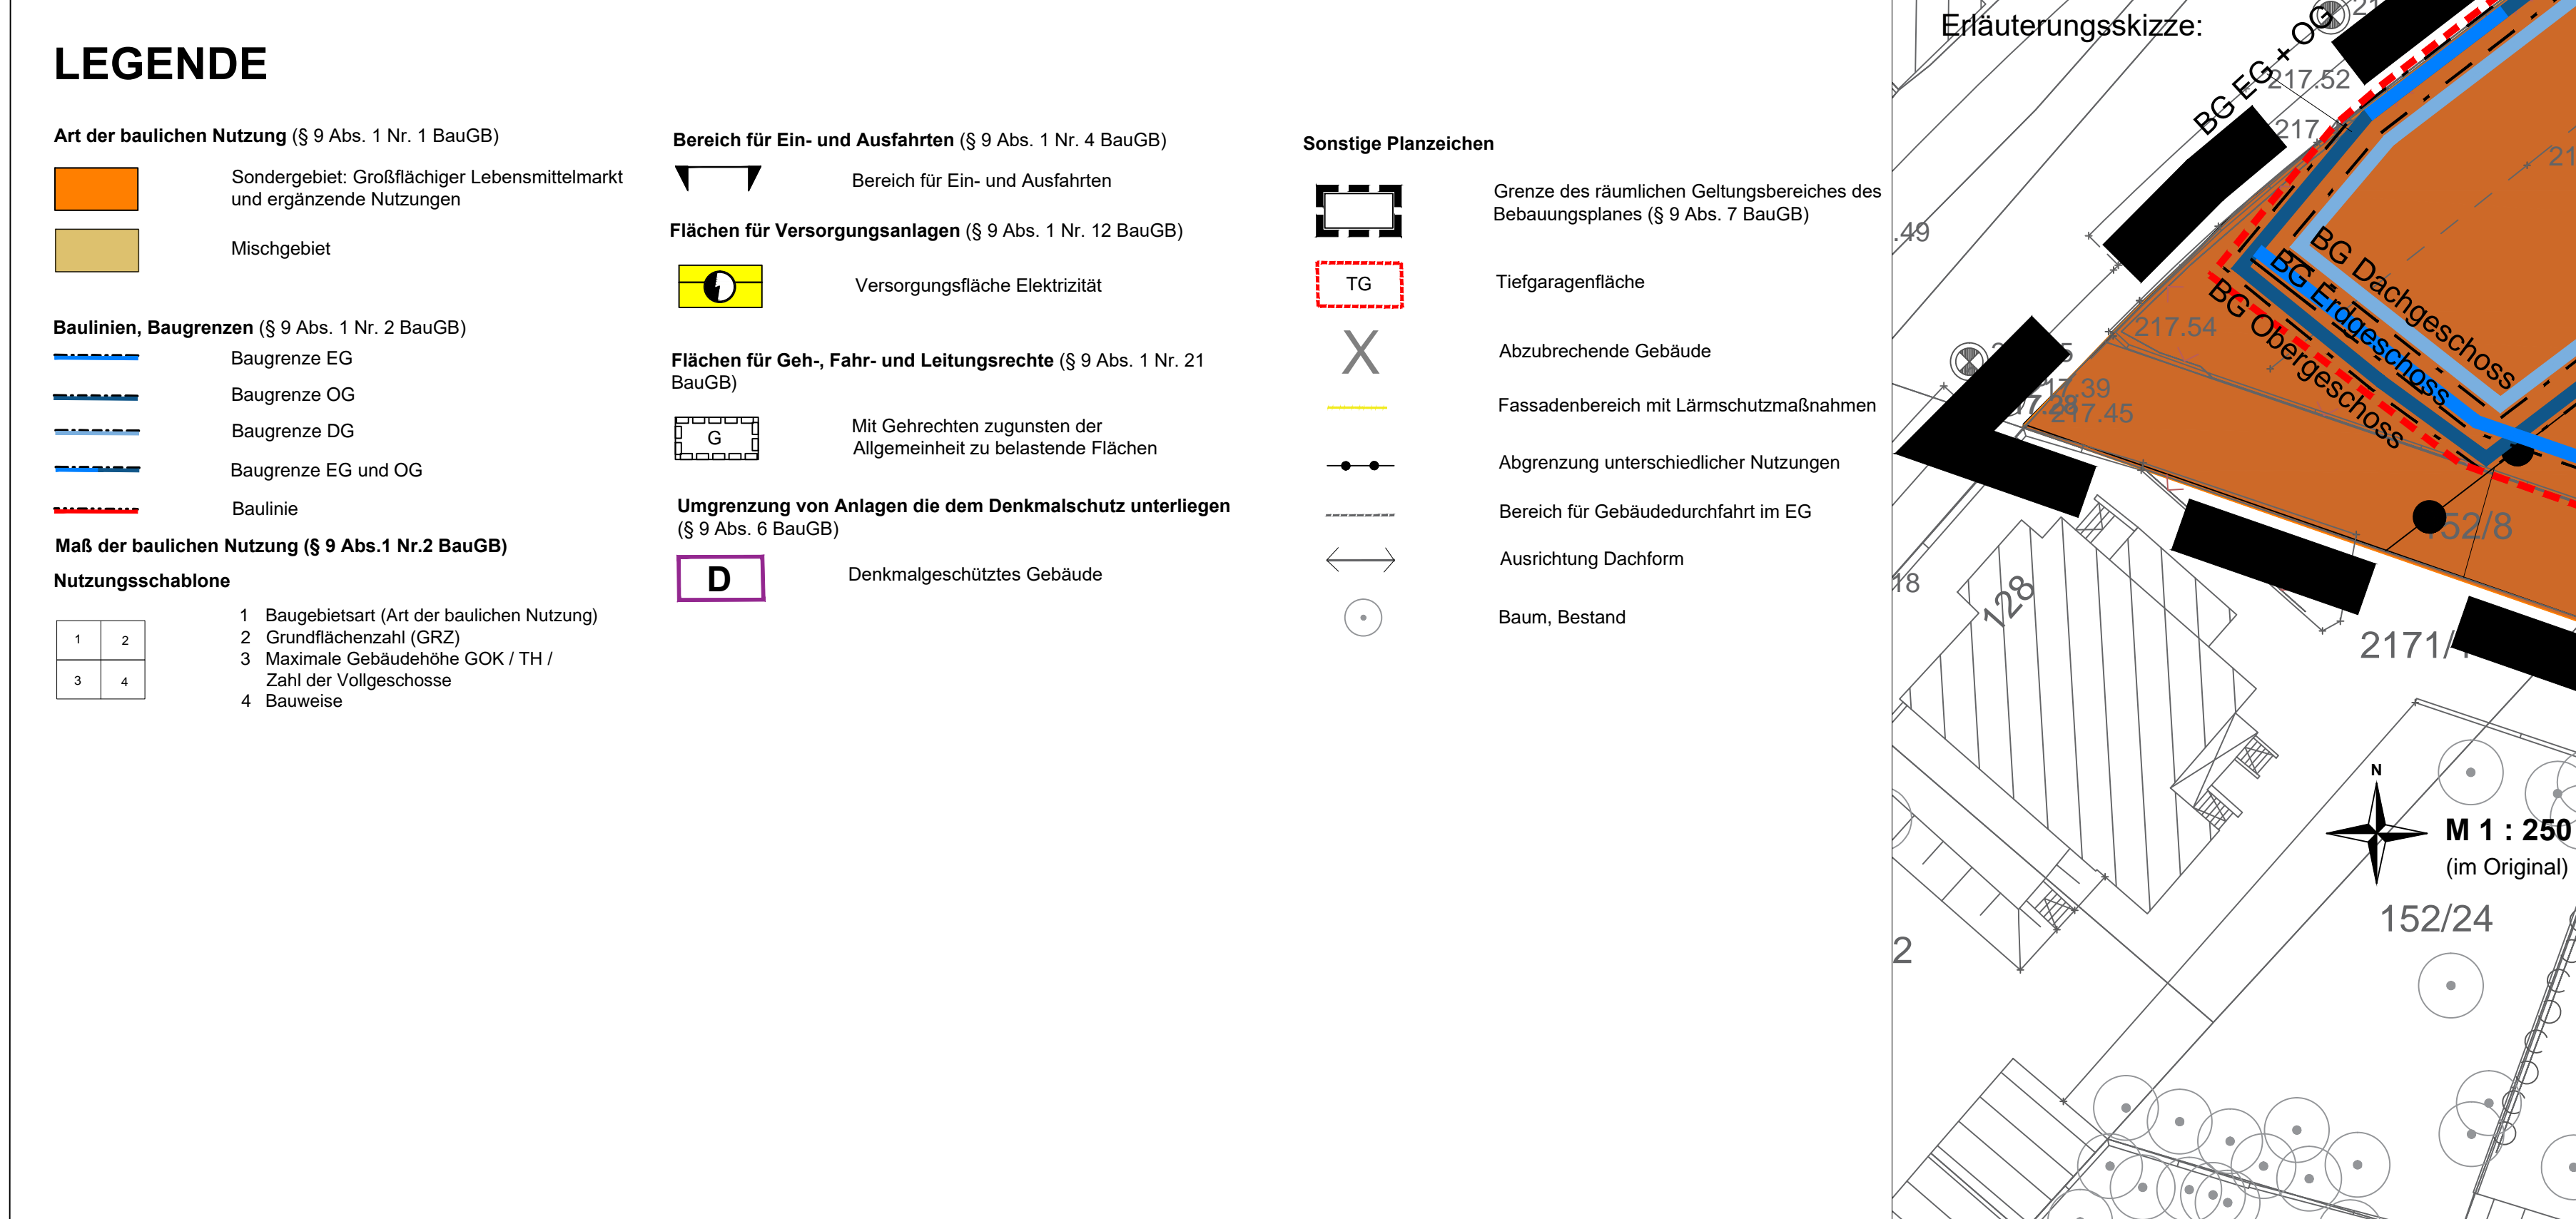 LEGENDE
Art der baulichen Nutzung (§ 9 Abs. 1 Nr. 1 BauGB)
Sondergebiet: Großflächiger Lebensmittelmarkt
und ergänzende Nutzungen
Mischgebiet
Baulinien, Baugrenzen (§ 9 Abs. 1 Nr. 2 BauGB)
Baugrenze EG
Baugrenze OG
Baugrenze DG
Baugrenze EG und OG
Baulinie
Maß der baulichen Nutzung (§ 9 Abs.1 Nr.2 BauGB)
Nutzungsschablone
1 2
3 4
1 Baugebietsart (Art der baulichen Nutzung)
2 Grundflächenzahl (GRZ)
3 Maximale Gebäudehöhe GOK / TH /
Zahl der Vollgeschosse
4 Bauweise
Bereich für Ein- und Ausfahrten (§ 9 Abs. 1 Nr. 4 BauGB)
Bereich für Ein- und Ausfahrten
Flächen für Versorgungsanlagen (§ 9 Abs. 1 Nr. 12 BauGB)
Versorgungsfläche Elektrizität
Flächen für Geh-, Fahr- und Leitungsrechte (§ 9 Abs. 1 Nr. 21
BauGB)
G
Mit Gehrechten zugunsten der
Allgemeinheit zu belastende Flächen
Umgrenzung von Anlagen die dem Denkmalschutz unterliegen
(§ 9 Abs. 6 BauGB)
D
Denkmalgeschütztes Gebäude
Sonstige Planzeichen
Grenze des räumlichen Geltungsbereiches des
Bebauungsplanes (§ 9 Abs. 7 BauGB)
TG
Tiefgaragenfläche
X
Abzubrechende Gebäude
Fassadenbereich mit Lärmschutzmaßnahmen
Abgrenzung unterschiedlicher Nutzungen
Bereich für Gebäudedurchfahrt im EG
Ausrichtung Dachform
Baum, Bestand
Erläuterungsskizze:
BG EG + OG
217.52
217.
.49
BG Dachgeschoss
BG Erdgeschoss
BG Obergeschoss
217.54
217.45
52/8
18
128
2171/
N
M 1 : 250
(im Original)
152/24
2